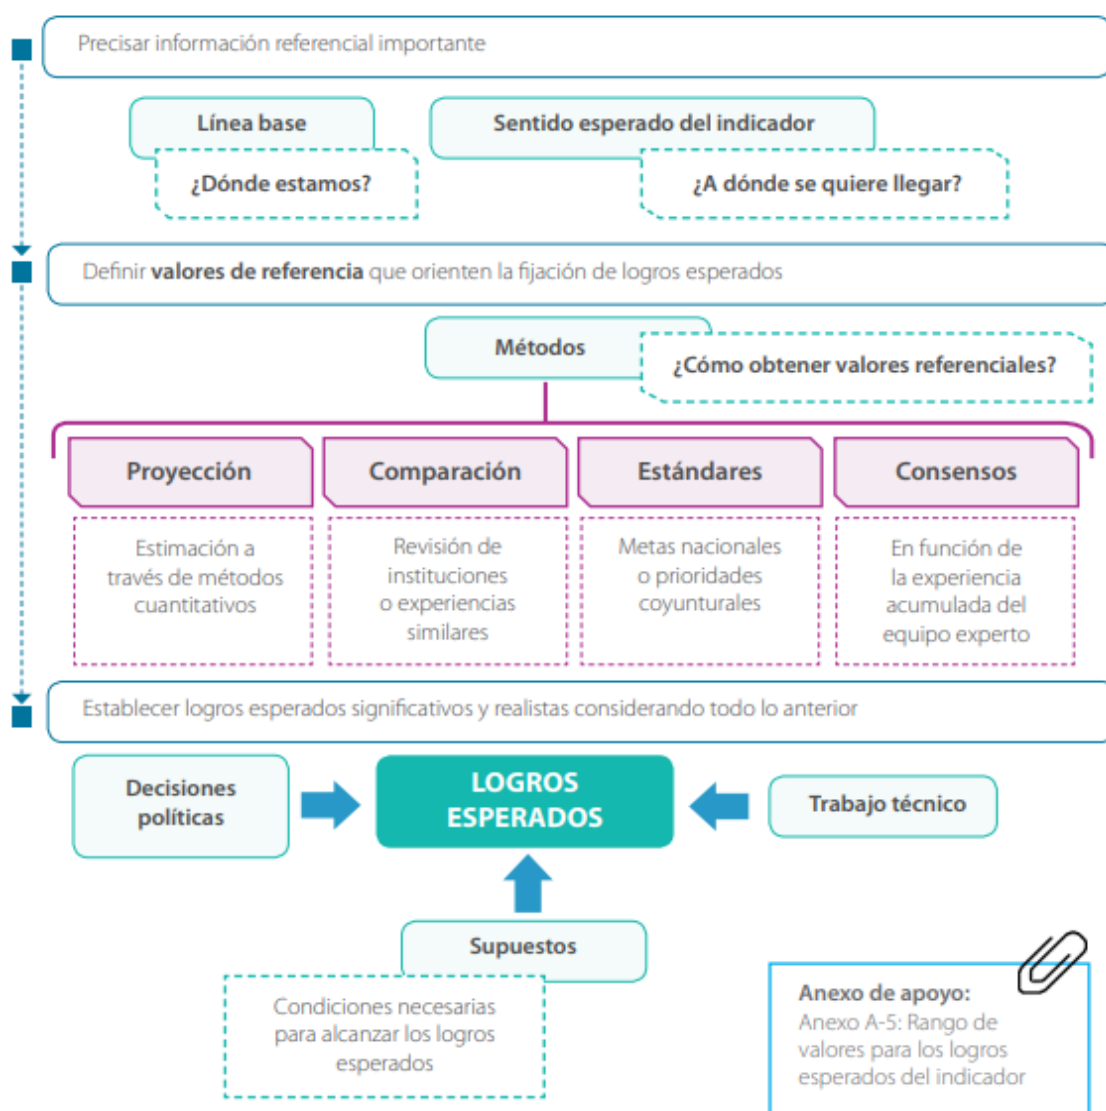 Precisar información referencial importante
Línea base
Sentido esperado del indicador
¿Dónde estamos?
¿A dónde se quiere llegar?
Definir valores de referencia que orienten la fijación de logros esperados
Métodos
¿Cómo obtener valores referenciales?
Proyección
Comparación
Estándares
Consensos
Estimación a
través de métodos
cuantitativos
Revisión de
instituciones
o experiencias
similares
Metas nacionales
o prioridades
coyunturales
En función de
la experiencia
acumulada del
equipo experto
Establecer logros esperados significativos y realistas considerando todo lo anterior
Decisiones
políticas
LOGROS
ESPERADOS
Trabajo técnico
Supuestos
Condiciones necesarias
para alcanzar los logros
esperados
Anexo de apoyo:
Anexo A-5: Rango de
valores para los logros
esperados del indicador